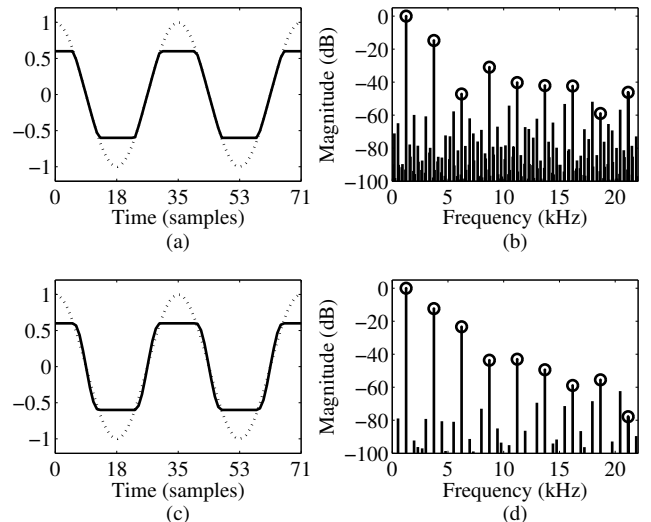 1
0.5
0
−0.5
−1
0 18 35 53 71
Time (samples)
(a)
0
−20
−40
−60
−80
−100
Magnitude (dB)
0 5 10 15 20
Frequency (kHz)
(b)
1
0.5
0
−0.5
−1
0 18 35 53 71
Time (samples)
(c)
0
−20
−40
−60
−80
−100
Magnitude (dB)
0 5 10 15 20
Frequency (kHz)
(d)